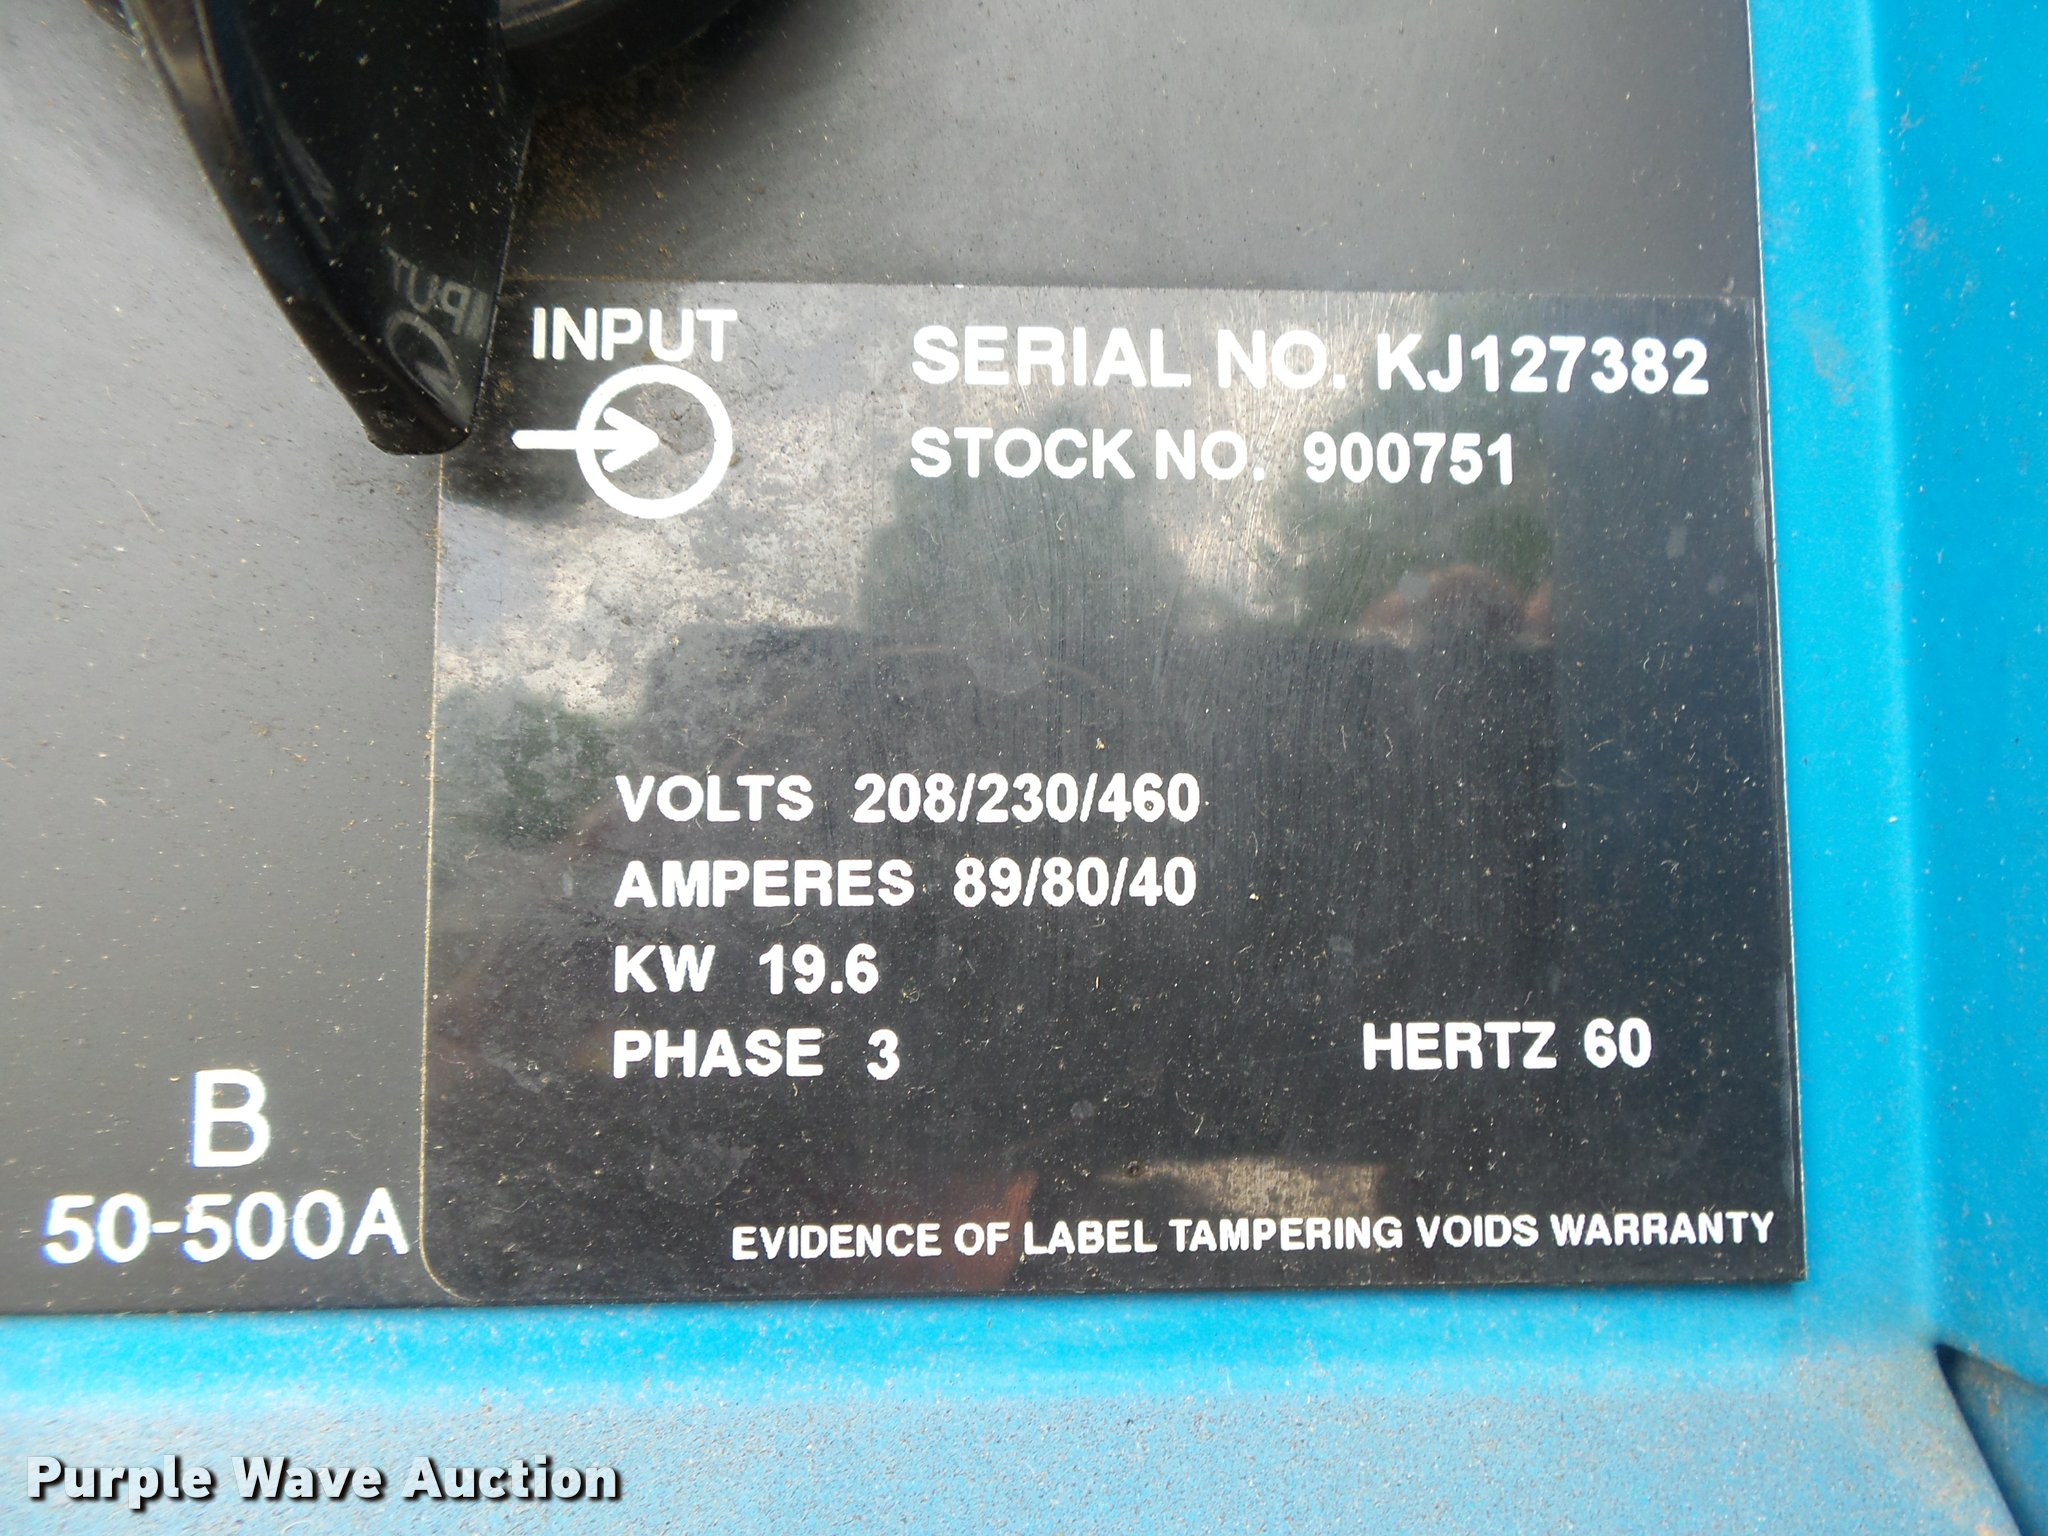 INPUT
SERIAL NO. KJ127382
STOCK NO. 900751
VOLTS 208/230/460
AMPERES 89/80/40
KW 19.6
PHASE 3 HERTZ 60
B
50-500A
EVIDENCE OF LABEL TAMPERING VOIDS WARRANTY
Purple Wave Auction